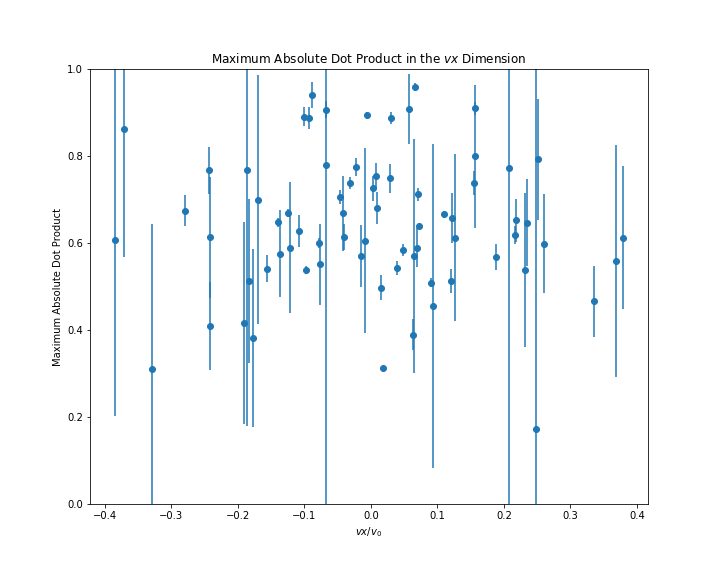 Maximum Absolute Dot Product in the vx Dimension
Maximum Absolute Dot Product
1.0
0.8
0.6
0.4
0.2
0.0
−0.4 −0.3 −0.2 −0.1 0.0 0.1 0.2 0.3 0.4
vx/v₀